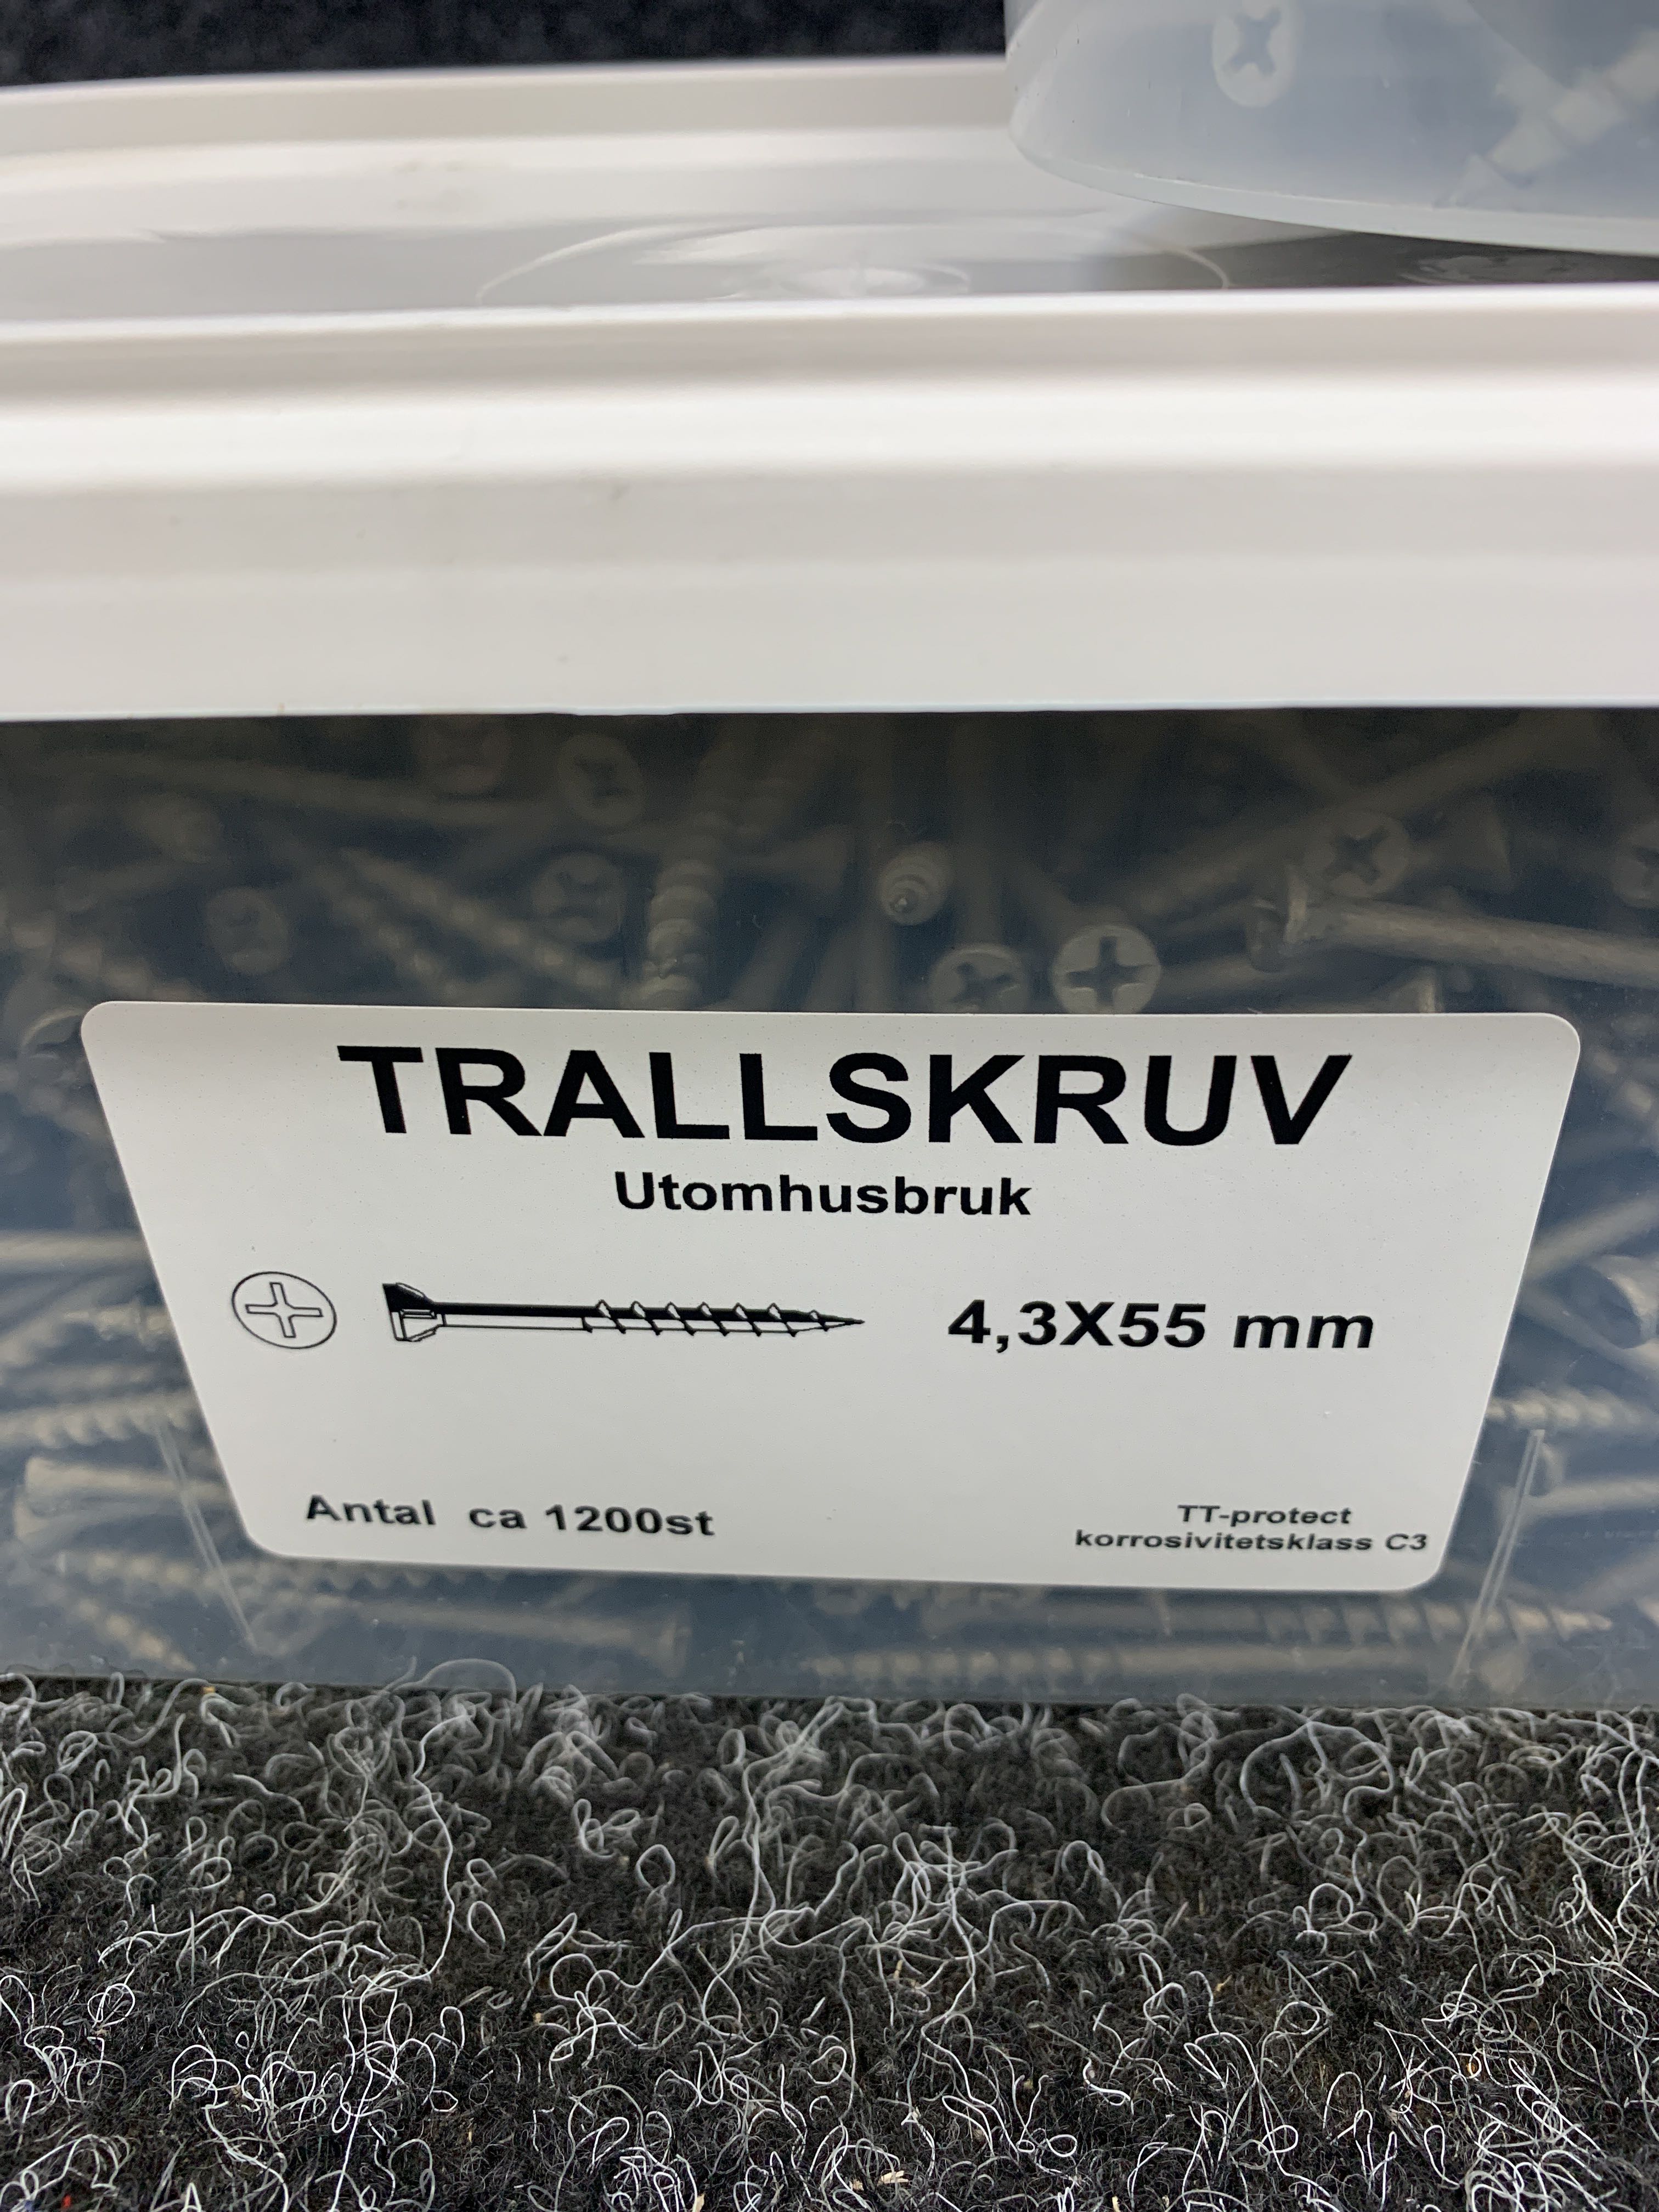 TRALLSKRUV
Utomhusbruk
4,3X55 mm
Antal ca 1200st
TT-protect
korrosivitetsklass C3